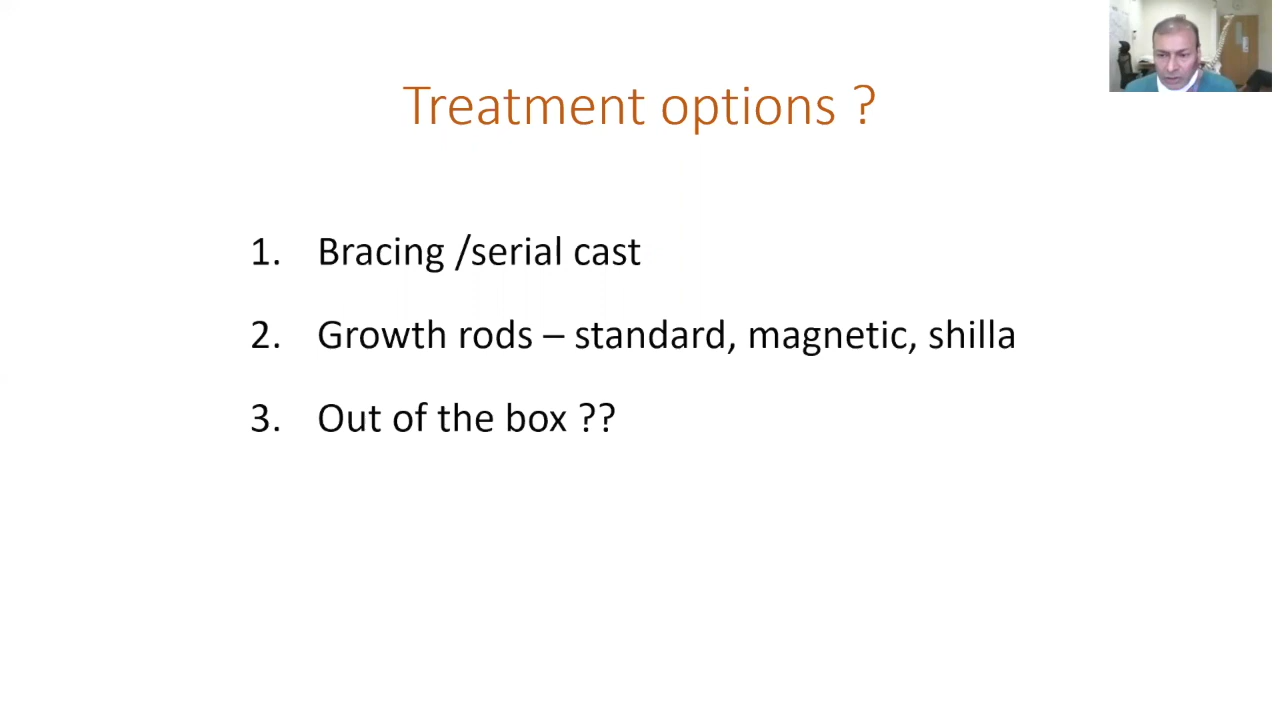 Treatment options ?
1. Bracing /serial cast
2. Growth rods – standard, magnetic, shilla
3. Out of the box ??